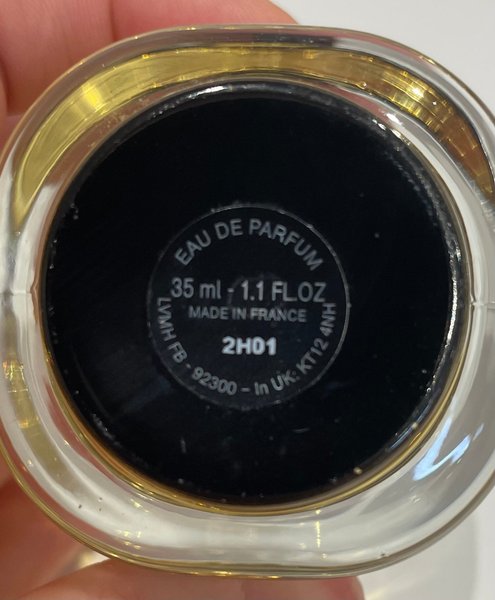 EAU DE PARFUM
35 ml - 1.1 FL.OZ
MADE IN FRANCE
2H01
LVMH FB - 92300 - In UK: KT12 4NH